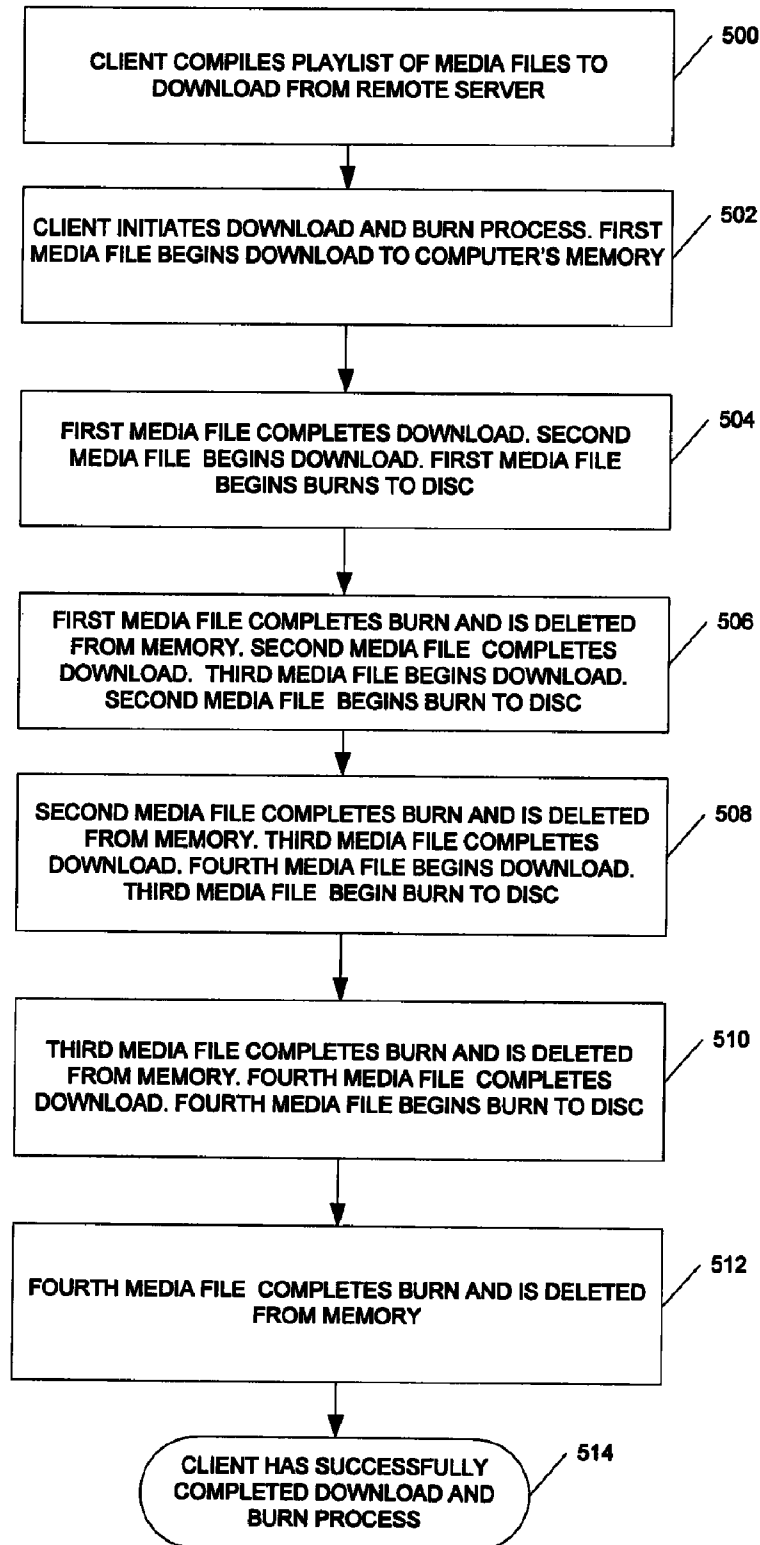 CLIENT COMPILES PLAYLIST OF MEDIA FILES TO
DOWNLOAD FROM REMOTE SERVER
500
CLIENT INITIATES DOWNLOAD AND BURN PROCESS. FIRST
MEDIA FILE BEGINS DOWNLOAD TO COMPUTER'S MEMORY
502
FIRST MEDIA FILE COMPLETES DOWNLOAD. SECOND
MEDIA FILE BEGINS DOWNLOAD. FIRST MEDIA FILE
BEGINS BURNS TO DISC
504
FIRST MEDIA FILE COMPLETES BURN AND IS DELETED
FROM MEMORY. SECOND MEDIA FILE COMPLETES
DOWNLOAD. THIRD MEDIA FILE BEGINS DOWNLOAD.
SECOND MEDIA FILE BEGINS BURN TO DISC
506
SECOND MEDIA FILE COMPLETES BURN AND IS DELETED
FROM MEMORY. THIRD MEDIA FILE COMPLETES
DOWNLOAD. FOURTH MEDIA FILE BEGINS DOWNLOAD.
THIRD MEDIA FILE BEGIN BURN TO DISC
508
THIRD MEDIA FILE COMPLETES BURN AND IS DELETED
FROM MEMORY. FOURTH MEDIA FILE COMPLETES
DOWNLOAD. FOURTH MEDIA FILE BEGINS BURN TO DISC
510
FOURTH MEDIA FILE COMPLETES BURN AND IS DELETED
FROM MEMORY
512
CLIENT HAS SUCCESSFULLY
COMPLETED DOWNLOAD AND
BURN PROCESS
514